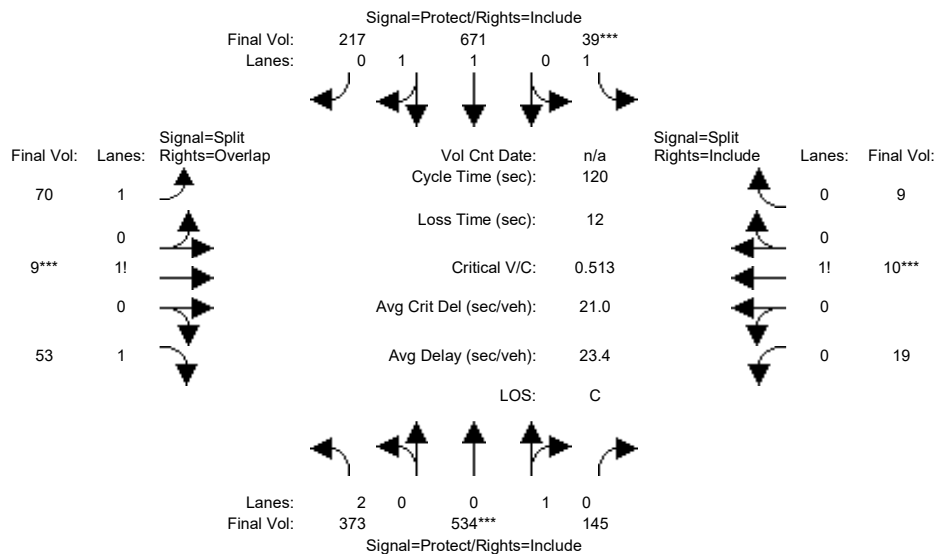 Signal=Protect/Rights=Include
Final Vol: 217 671 39***
Lanes: 0 1 1 0 1
Signal=Split
Final Vol: Lanes: Rights=Overlap
Vol Cnt Date: n/a
Signal=Split
Rights=Include Lanes: Final Vol:
Cycle Time (sec): 120
70 1
0 9
Loss Time (sec): 12
0
0
9*** 1!
Critical V/C: 0.513
1! 10***
0
Avg Crit Del (sec/veh): 21.0
0
53 1
Avg Delay (sec/veh): 23.4
0 19
LOS: C
Lanes: 2 0 0 1 0
Final Vol: 373 534*** 145
Signal=Protect/Rights=Include